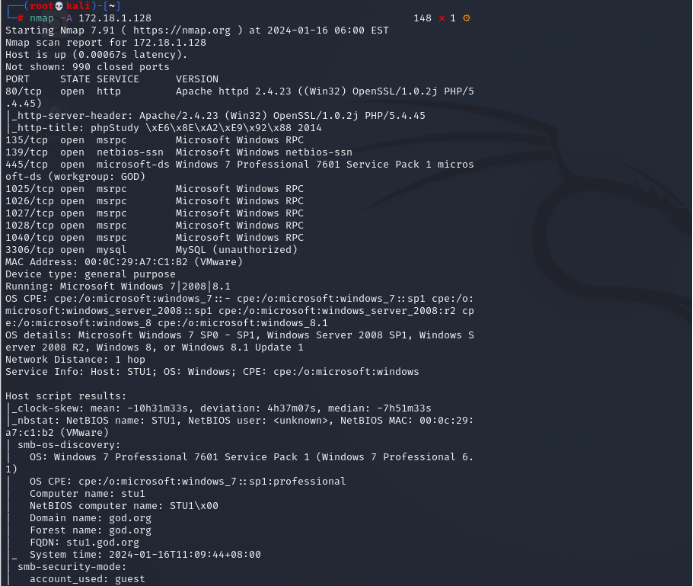 ┌──(root💀kali)-[~]
└─# nmap -A 172.18.1.128 148 ⨯ 1 ⚙
Starting Nmap 7.91 ( https://nmap.org ) at 2024-01-16 06:00 EST
Nmap scan report for 172.18.1.128
Host is up (0.00067s latency).
Not shown: 990 closed ports
PORT     STATE SERVICE      VERSION
80/tcp   open  http         Apache httpd 2.4.23 ((Win32) OpenSSL/1.0.2j PHP/5
.4.45)
|_http-server-header: Apache/2.4.23 (Win32) OpenSSL/1.0.2j PHP/5.4.45
|_http-title: phpStudy \xE6\x8E\xA2\xE9\x92\x88 2014
135/tcp  open  msrpc        Microsoft Windows RPC
139/tcp  open  netbios-ssn  Microsoft Windows netbios-ssn
445/tcp  open  microsoft-ds Windows 7 Professional 7601 Service Pack 1 micros
oft-ds (workgroup: GOD)
1025/tcp open  msrpc        Microsoft Windows RPC
1026/tcp open  msrpc        Microsoft Windows RPC
1027/tcp open  msrpc        Microsoft Windows RPC
1028/tcp open  msrpc        Microsoft Windows RPC
1040/tcp open  msrpc        Microsoft Windows RPC
3306/tcp open  mysql        MySQL (unauthorized)
MAC Address: 00:0C:29:A7:C1:B2 (VMware)
Device type: general purpose
Running: Microsoft Windows 7|2008|8.1
OS CPE: cpe:/o:microsoft:windows_7::- cpe:/o:microsoft:windows_7::sp1 cpe:/o:
microsoft:windows_server_2008::sp1 cpe:/o:microsoft:windows_server_2008:r2 cp
e:/o:microsoft:windows_8 cpe:/o:microsoft:windows_8.1
OS details: Microsoft Windows 7 SP0 - SP1, Windows Server 2008 SP1, Windows S
erver 2008 R2, Windows 8, or Windows 8.1 Update 1
Network Distance: 1 hop
Service Info: Host: STU1; OS: Windows; CPE: cpe:/o:microsoft:windows

Host script results:
|_clock-skew: mean: -10h31m33s, deviation: 4h37m07s, median: -7h51m33s
|_nbstat: NetBIOS name: STU1, NetBIOS user: <unknown>, NetBIOS MAC: 00:0c:29:
a7:c1:b2 (VMware)
| smb-os-discovery:
|   OS: Windows 7 Professional 7601 Service Pack 1 (Windows 7 Professional 6.
1)
|   OS CPE: cpe:/o:microsoft:windows_7::sp1:professional
|   Computer name: stu1
|   NetBIOS computer name: STU1\x00
|   Domain name: god.org
|   Forest name: god.org
|   FQDN: stu1.god.org
|_  System time: 2024-01-16T11:09:44+08:00
| smb-security-mode:
|   account_used: guest